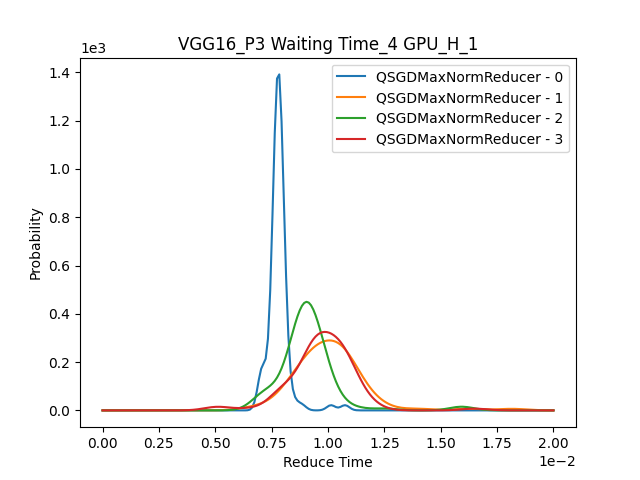 VGG16_P3 Waiting Time_4 GPU_H_1
1e3
QSGDMaxNormReducer - 0
QSGDMaxNormReducer - 1
QSGDMaxNormReducer - 2
QSGDMaxNormReducer - 3
1.4
1.2
1.0
0.8
0.6
0.4
0.2
0.0
Probability
0.00 0.25 0.50 0.75 1.00 1.25 1.50 1.75 2.00
Reduce Time
1e−2